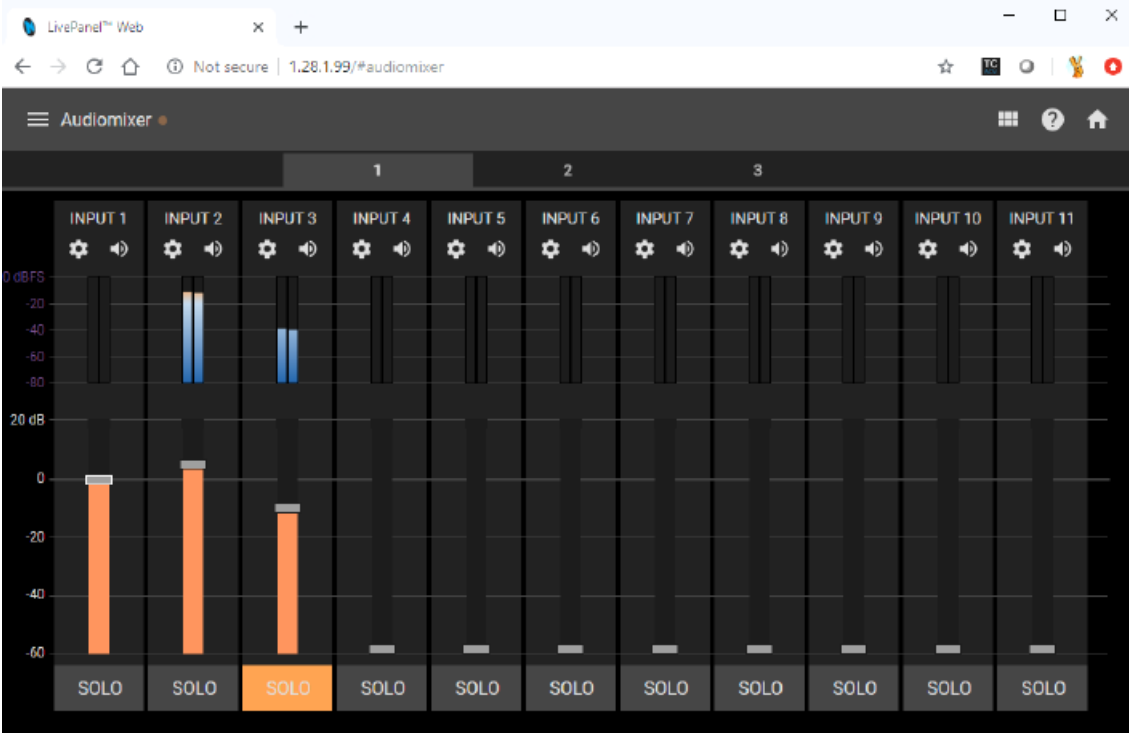 LivePanel™ Web
Not secure | 1.28.1.99/#audiomixer
TC
Audiomixer
1 2 3
INPUT 1 INPUT 2 INPUT 3 INPUT 4 INPUT 5 INPUT 6 INPUT 7 INPUT 8 INPUT 9 INPUT 10 INPUT 11
0 dBFS
-20
-40
-60
-80
20 dB
0
-20
-40
-60
SOLO SOLO SOLO SOLO SOLO SOLO SOLO SOLO SOLO SOLO SOLO